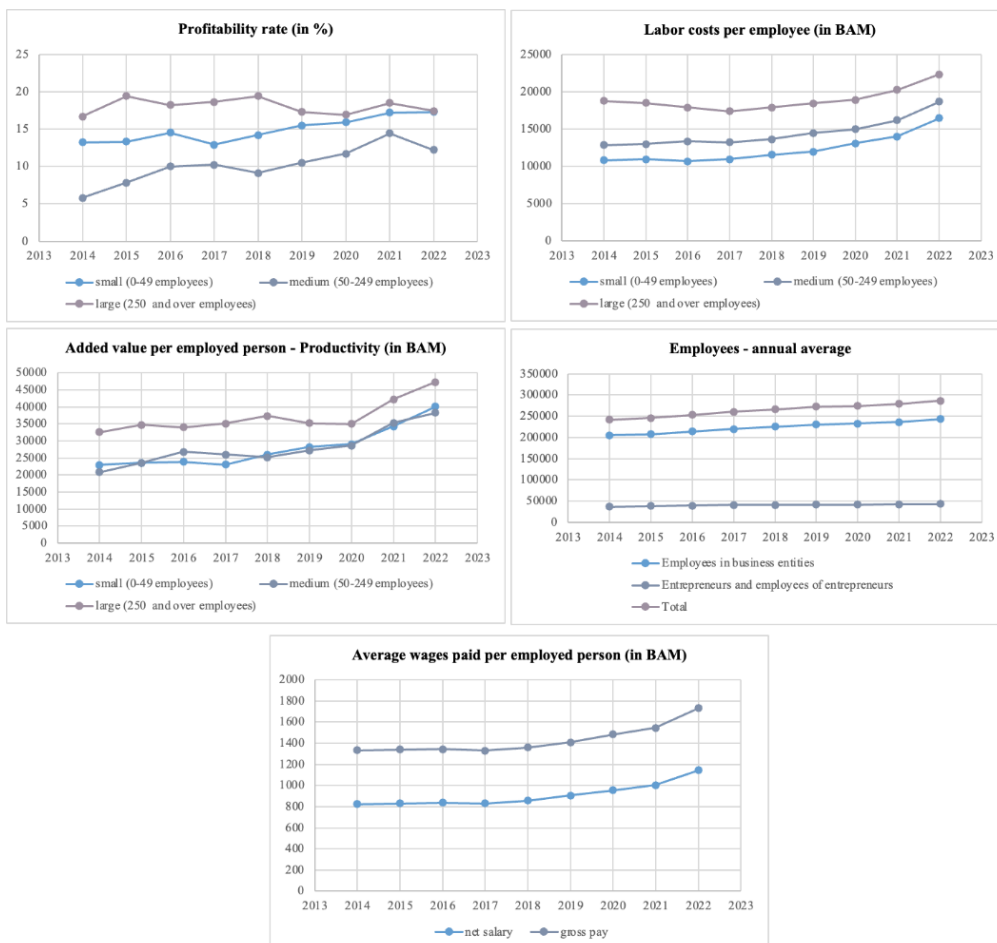 Profitability rate (in %)
25
20
15
10
5
0
2013 2014 2015 2016 2017 2018 2019 2020 2021 2022 2023
small (0-49 employees) medium (50-249 employees)
large (250 and over employees)
Labor costs per employee (in BAM)
25000
20000
15000
10000
5000
0
2013 2014 2015 2016 2017 2018 2019 2020 2021 2022 2023
small (0-49 employees) medium (50-249 employees)
large (250 and over employees)
Added value per employed person - Productivity (in BAM)
50000
45000
40000
35000
30000
25000
20000
15000
10000
5000
0
2013 2014 2015 2016 2017 2018 2019 2020 2021 2022 2023
small (0-49 employees) medium (50-249 employees)
large (250 and over employees)
Employees - annual average
350000
300000
250000
200000
150000
100000
50000
0
2013 2014 2015 2016 2017 2018 2019 2020 2021 2022 2023
Employees in business entities
Entrepreneurs and employees of entrepreneurs
Total
Average wages paid per employed person (in BAM)
2000
1800
1600
1400
1200
1000
800
600
400
200
0
2013 2014 2015 2016 2017 2018 2019 2020 2021 2022 2023
net salary gross pay